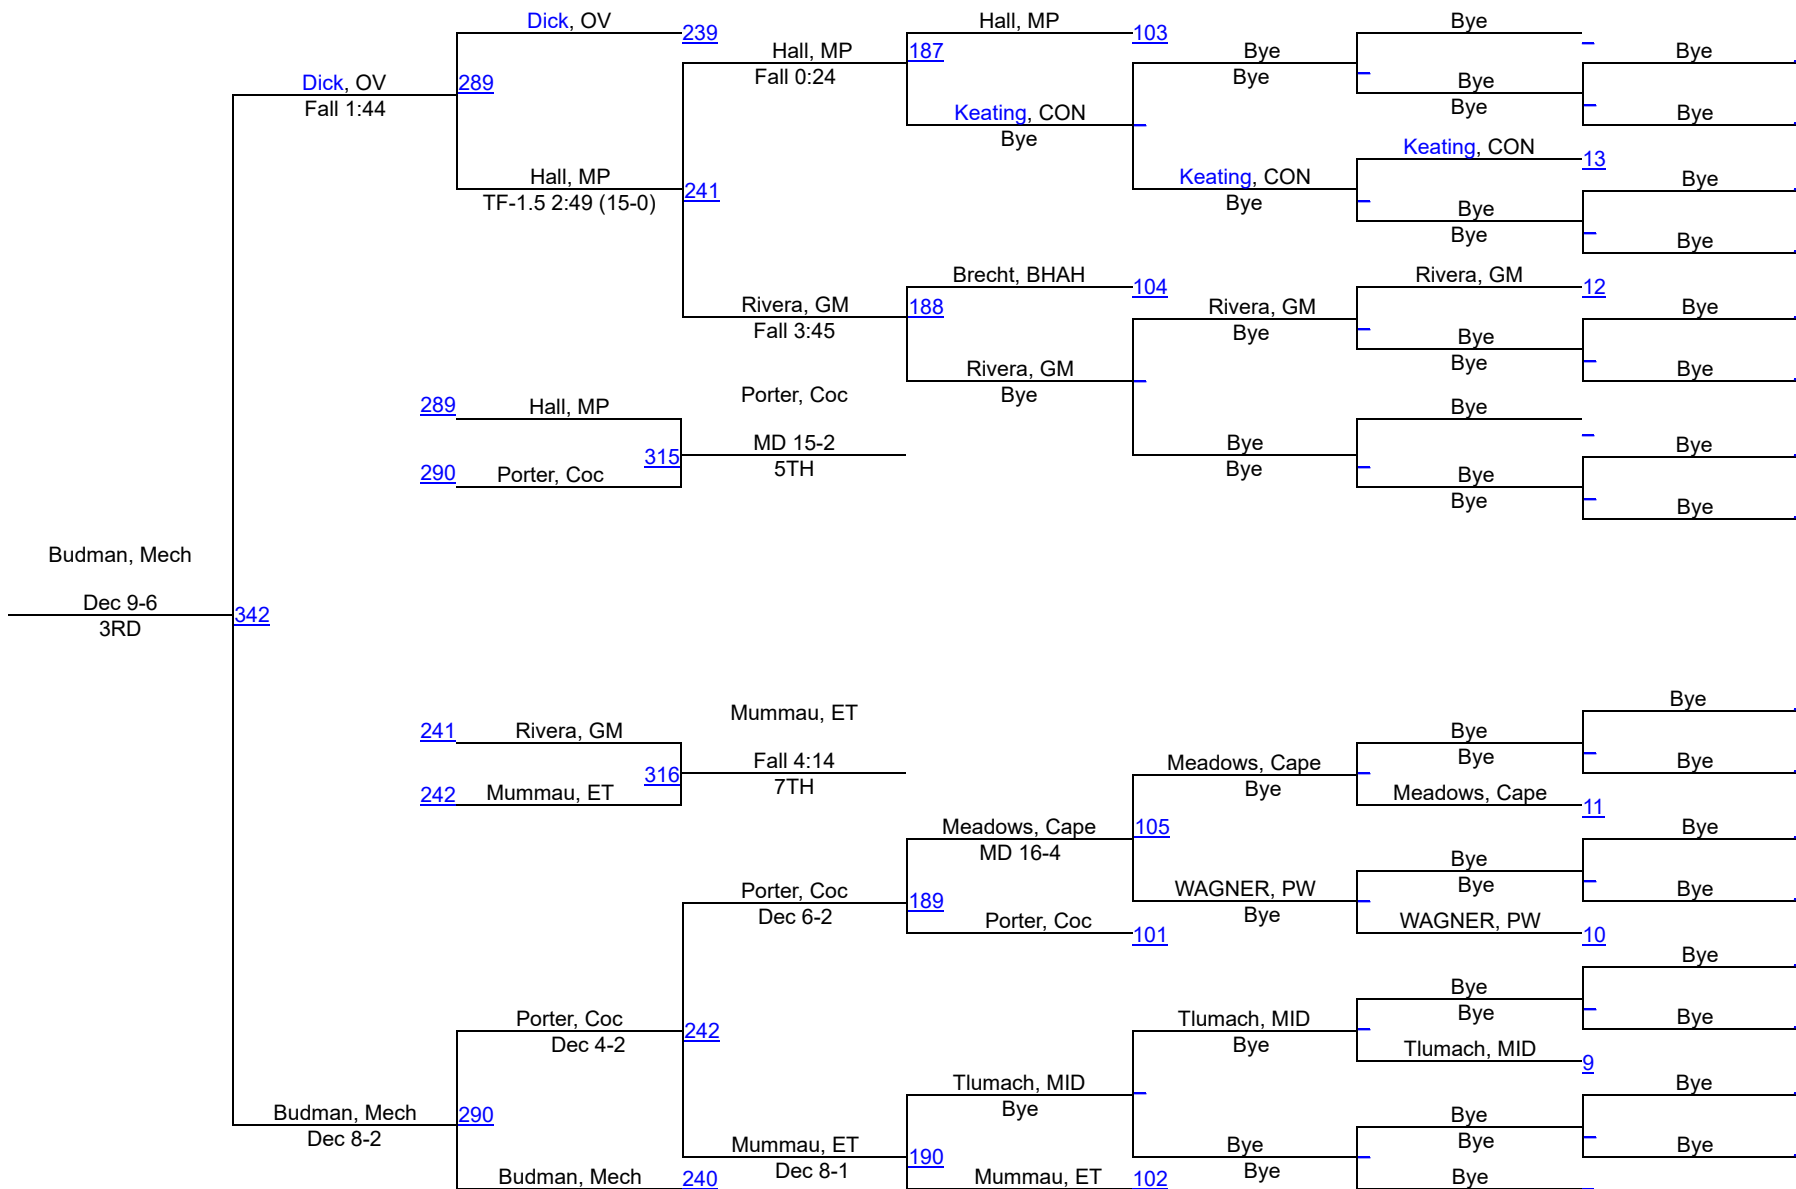 Dick, OV
239
Hall, MP
103
Bye
Hall, MP
187
Bye
Bye
Fall 0:24
Bye
Dick, OV
289
Bye
Fall 1:44
Bye
Keating, CON
Bye
Bye
Keating, CON
13
Hall, MP
241
Keating, CON
Bye
TF-1.5 2:49 (15-0)
Bye
Bye
Bye
Bye
Brecht, BHAH
104
Rivera, GM
12
Rivera, GM
188
Rivera, GM
Bye
Fall 3:45
Bye
Bye
Bye
Rivera, GM
Bye
Bye
289
Hall, MP
Porter, Coc
Bye
315
MD 15-2
Bye
Bye
5TH
Bye
290
Porter, Coc
Bye
Bye
Bye
Budman, Mech
Dec 9-6
342
3RD
Bye
241
Rivera, GM
Mummau, ET
Bye
316
Fall 4:14
Meadows, Cape
Bye
Bye
7TH
Bye
242
Mummau, ET
Meadows, Cape
11
Meadows, Cape
105
Bye
MD 16-4
Bye
Porter, Coc
189
WAGNER, PW
Bye
Bye
Dec 6-2
Bye
Porter, Coc
101
WAGNER, PW
10
Bye
Bye
Porter, Coc
242
Tlumach, MID
Bye
Bye
Dec 4-2
Bye
Tlumach, MID
9
Tlumach, MID
Bye
Bye
Budman, Mech
290
Bye
Dec 8-2
Mummau, ET
190
Bye
Bye
Bye
Dec 8-1
Bye
Budman, Mech
240
Mummau, ET
102
Bye